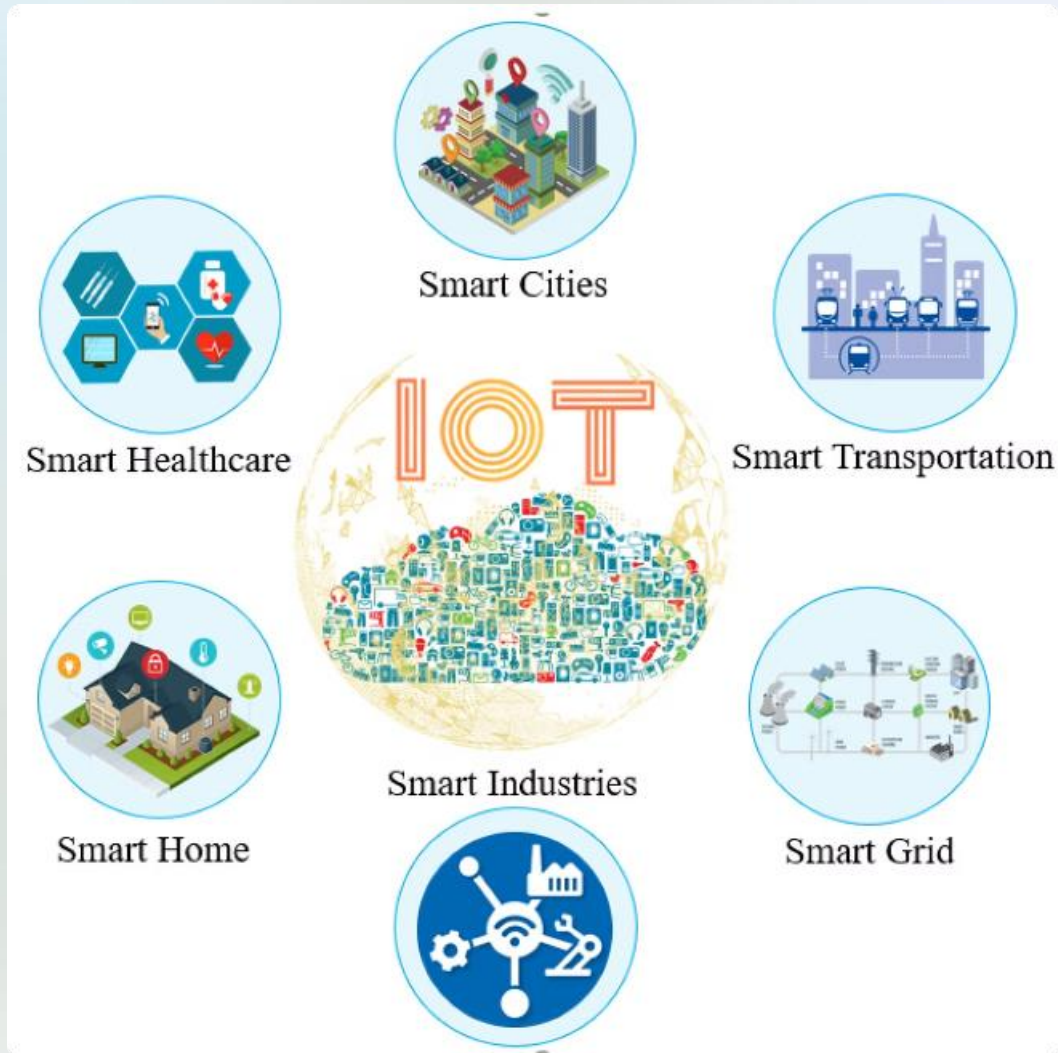 Smart Cities
Smart Healthcare
Smart Transportation
IOT
Smart Home
Smart Industries
Smart Grid